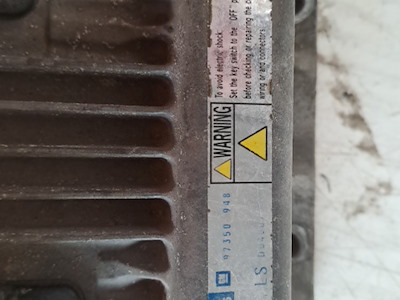 WARNING
To avoid electric shock.
Set the key switch to the "OFF" p
before checking or repairing the
wiring or and connectors.
97350 948
LS